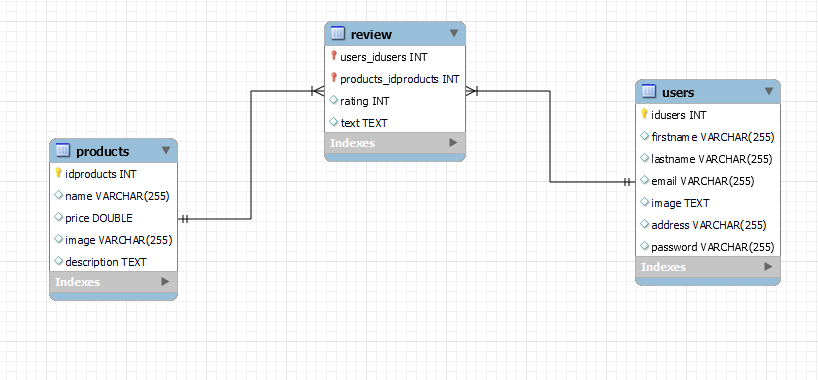 review
users_idusers INT
products_idproducts INT
rating INT
text TEXT
Indexes
users
idusers INT
firstname VARCHAR(255)
lastname VARCHAR(255)
email VARCHAR(255)
image TEXT
address VARCHAR(255)
password VARCHAR(255)
Indexes
products
idproducts INT
name VARCHAR(255)
price DOUBLE
image VARCHAR(255)
description TEXT
Indexes